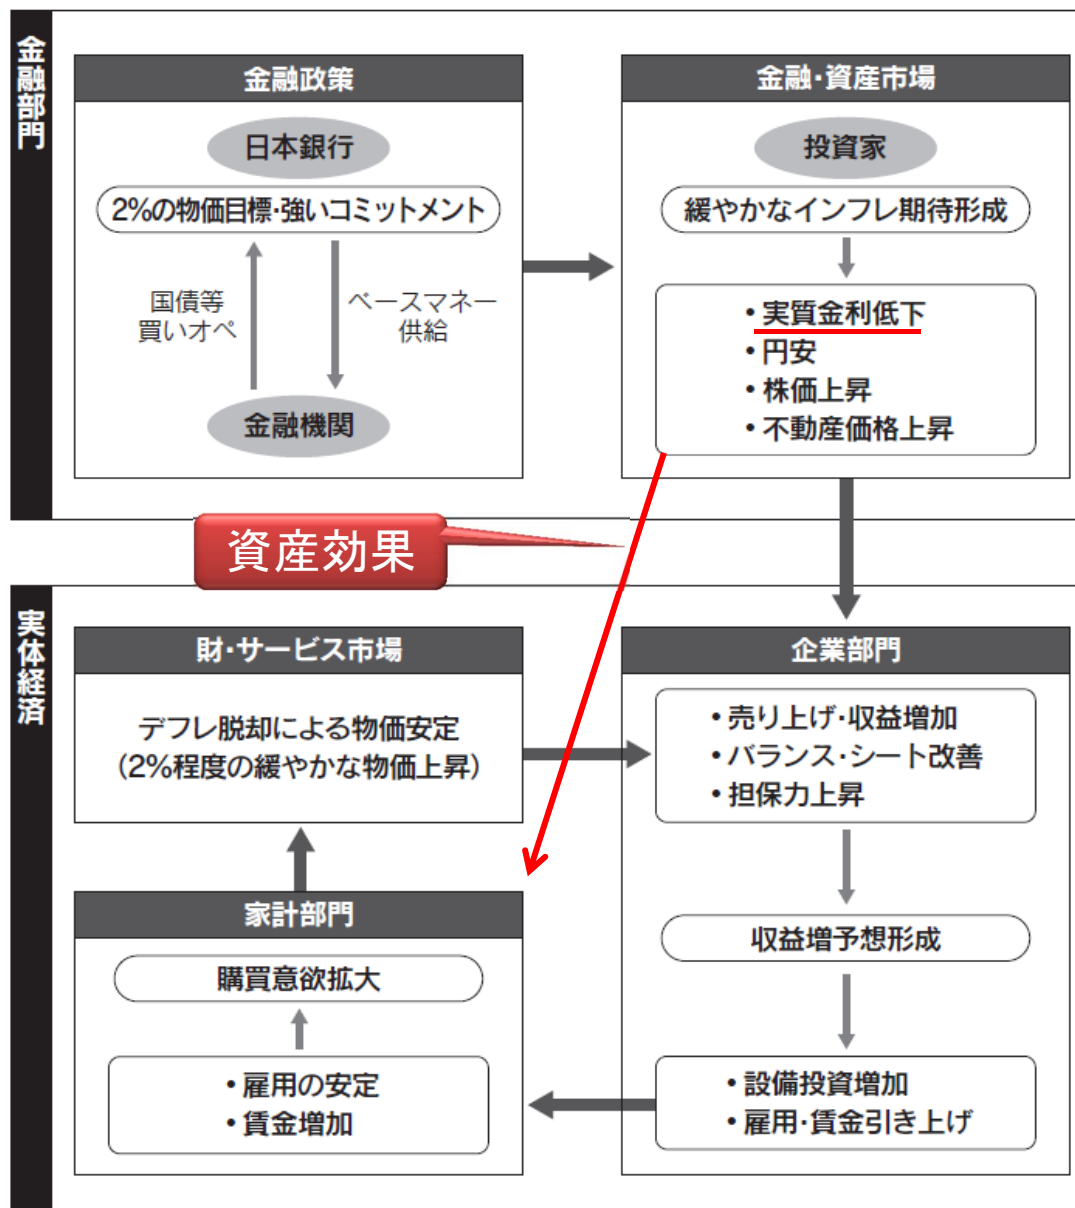 金融部門
金融政策
日本銀行
2%の物価目標・強いコミットメント
国債等
買いオペ
ベースマネー
供給
金融機関
金融・資産市場
投資家
緩やかなインフレ期待形成
・実質金利低下
・円安
・株価上昇
・不動産価格上昇
資産効果
実体経済
財・サービス市場
デフレ脱却による物価安定
（2%程度の緩やかな物価上昇）
企業部門
・売り上げ・収益増加
・バランス・シート改善
・担保力上昇
収益増予想形成
・設備投資増加
・雇用・賃金引き上げ
家計部門
購買意欲拡大
・雇用の安定
・賃金増加